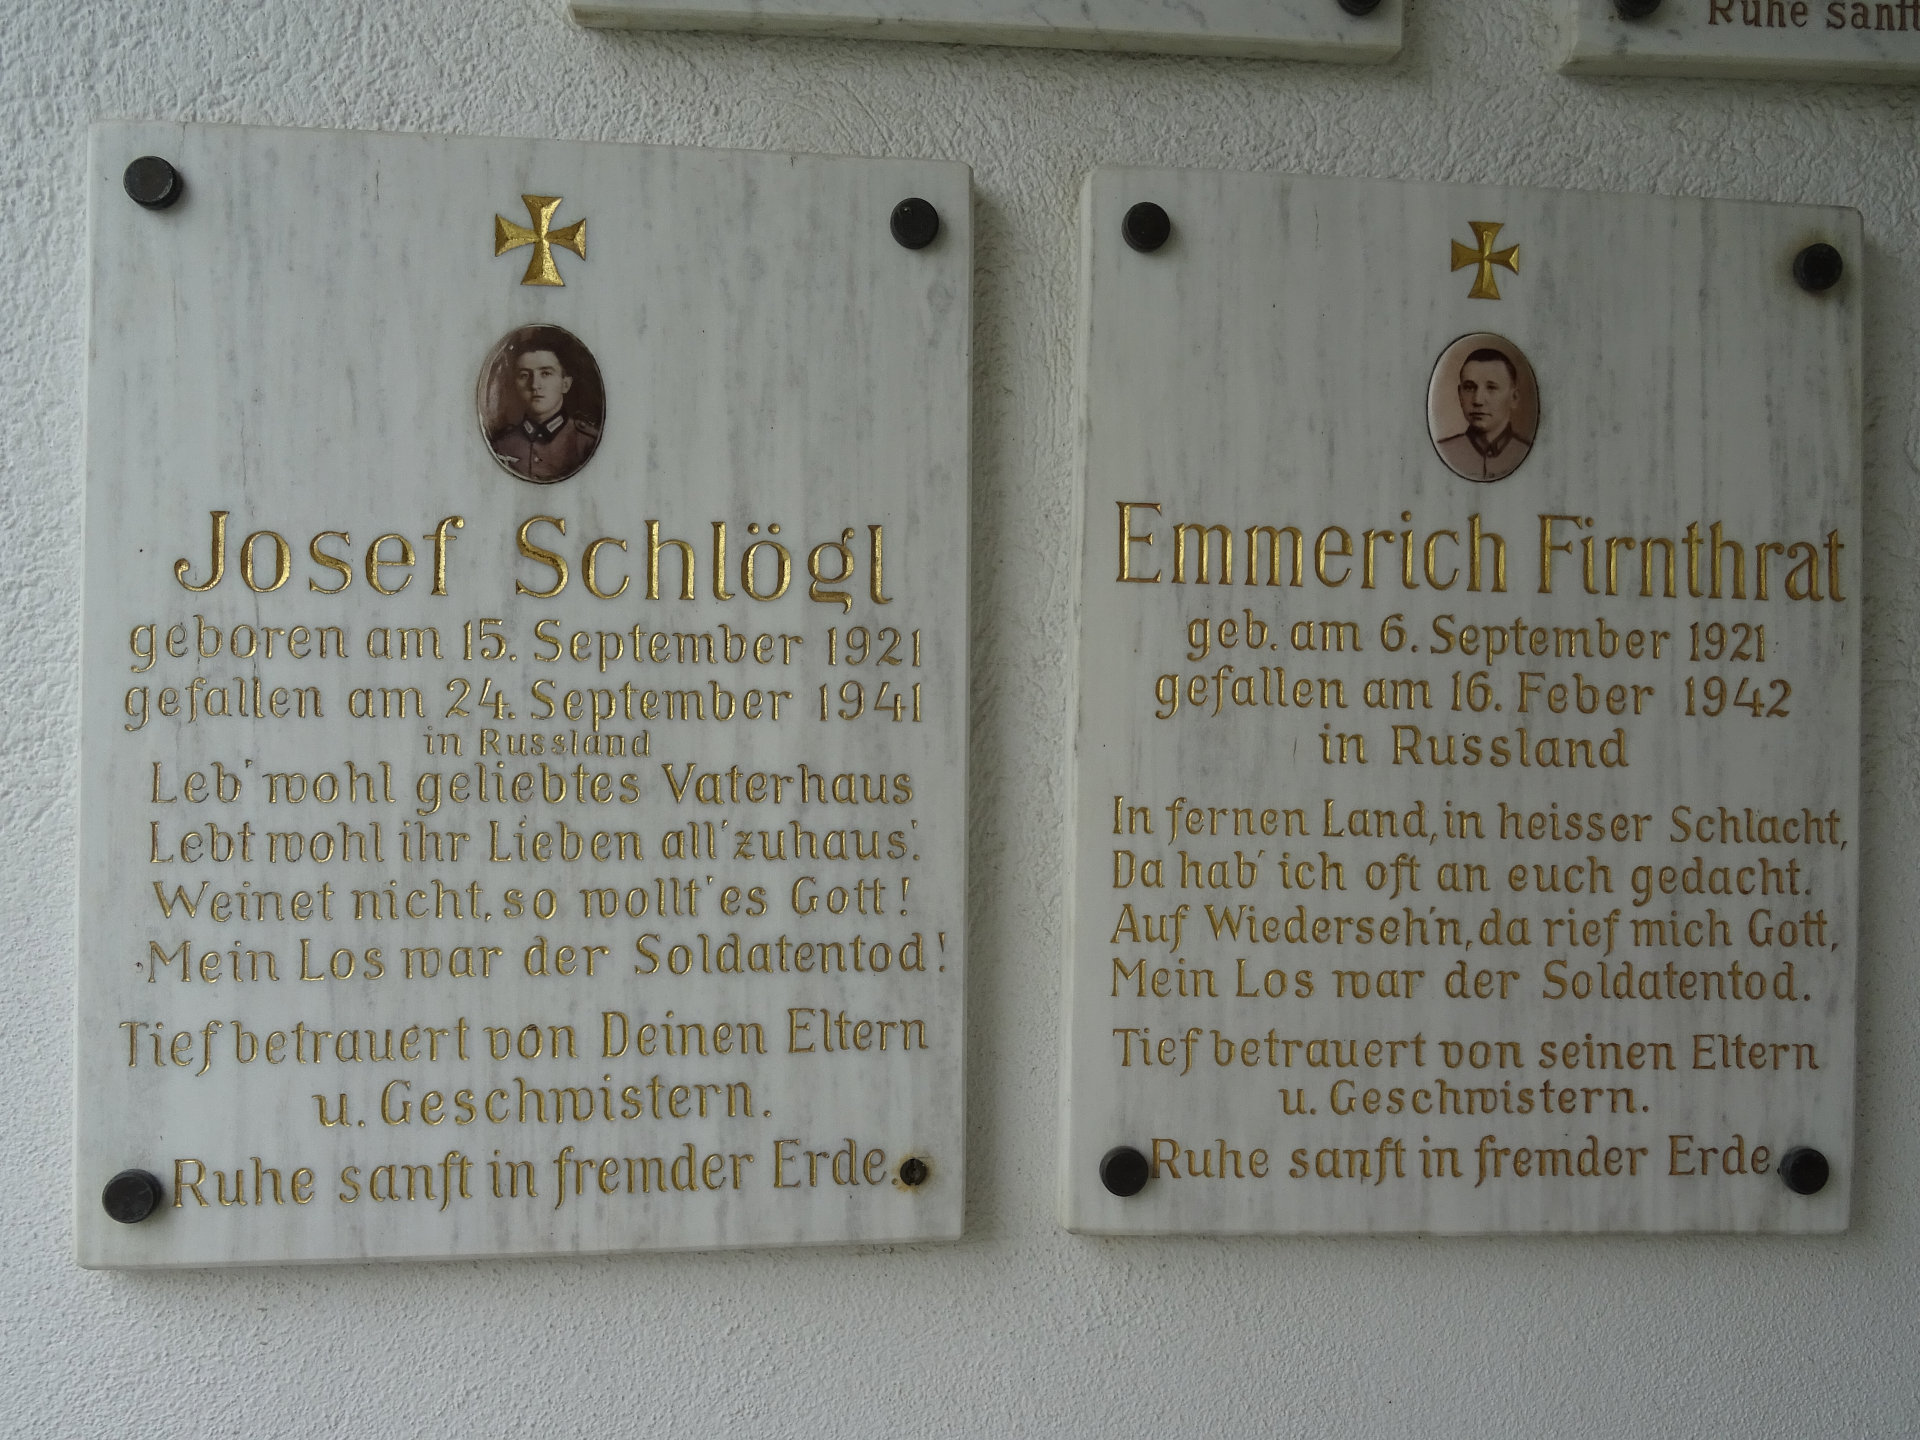 Ruhe sanft
Josef Schlögl
geboren am 15. September 1921
gefallen am 24. September 1941
in Russland
Leb' wohl geliebtes Vaterhaus
Lebt wohl ihr Lieben all' zuhaus'.
Weinet nicht, so wollt' es Gott!
Mein Los war der Soldatentod!
Tief betrauert von Deinen Eltern
u. Geschwistern.
Ruhe sanft in fremder Erde.
Emmerich Firnthrat
geb. am 6. September 1921
gefallen am 16. Feber 1942
in Russland
In fernen Land, in heisser Schlacht,
Da hab' ich oft an euch gedacht.
Auf Wiederseh'n, da rief mich Gott,
Mein Los war der Soldatentod.
Tief betrauert von seinen Eltern
u. Geschwistern.
Ruhe sanft in fremder Erde.